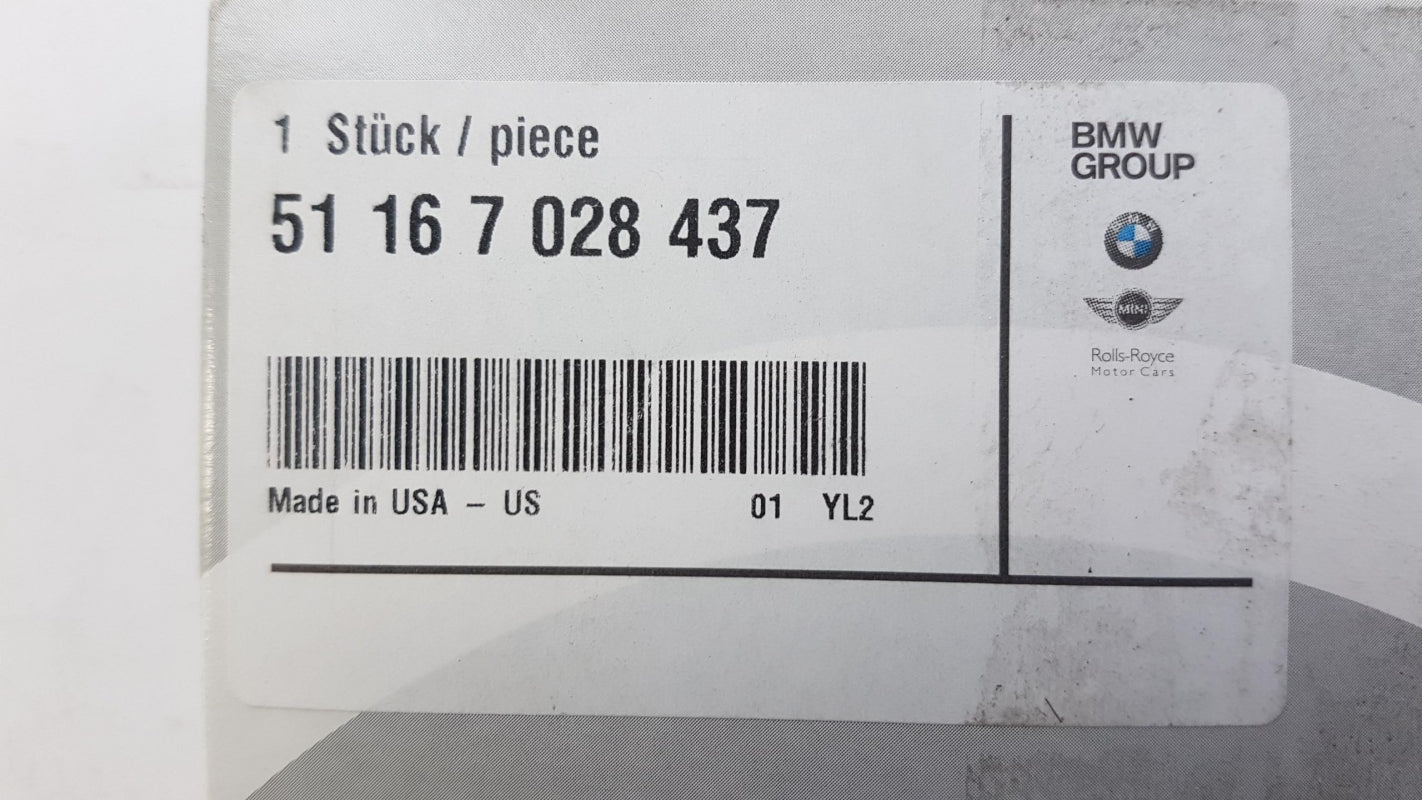 1 Stück / piece
51 16 7 028 437
Made in USA – US 01 YL2
BMW
GROUP
BMW
MINI
Rolls-Royce
Motor Cars